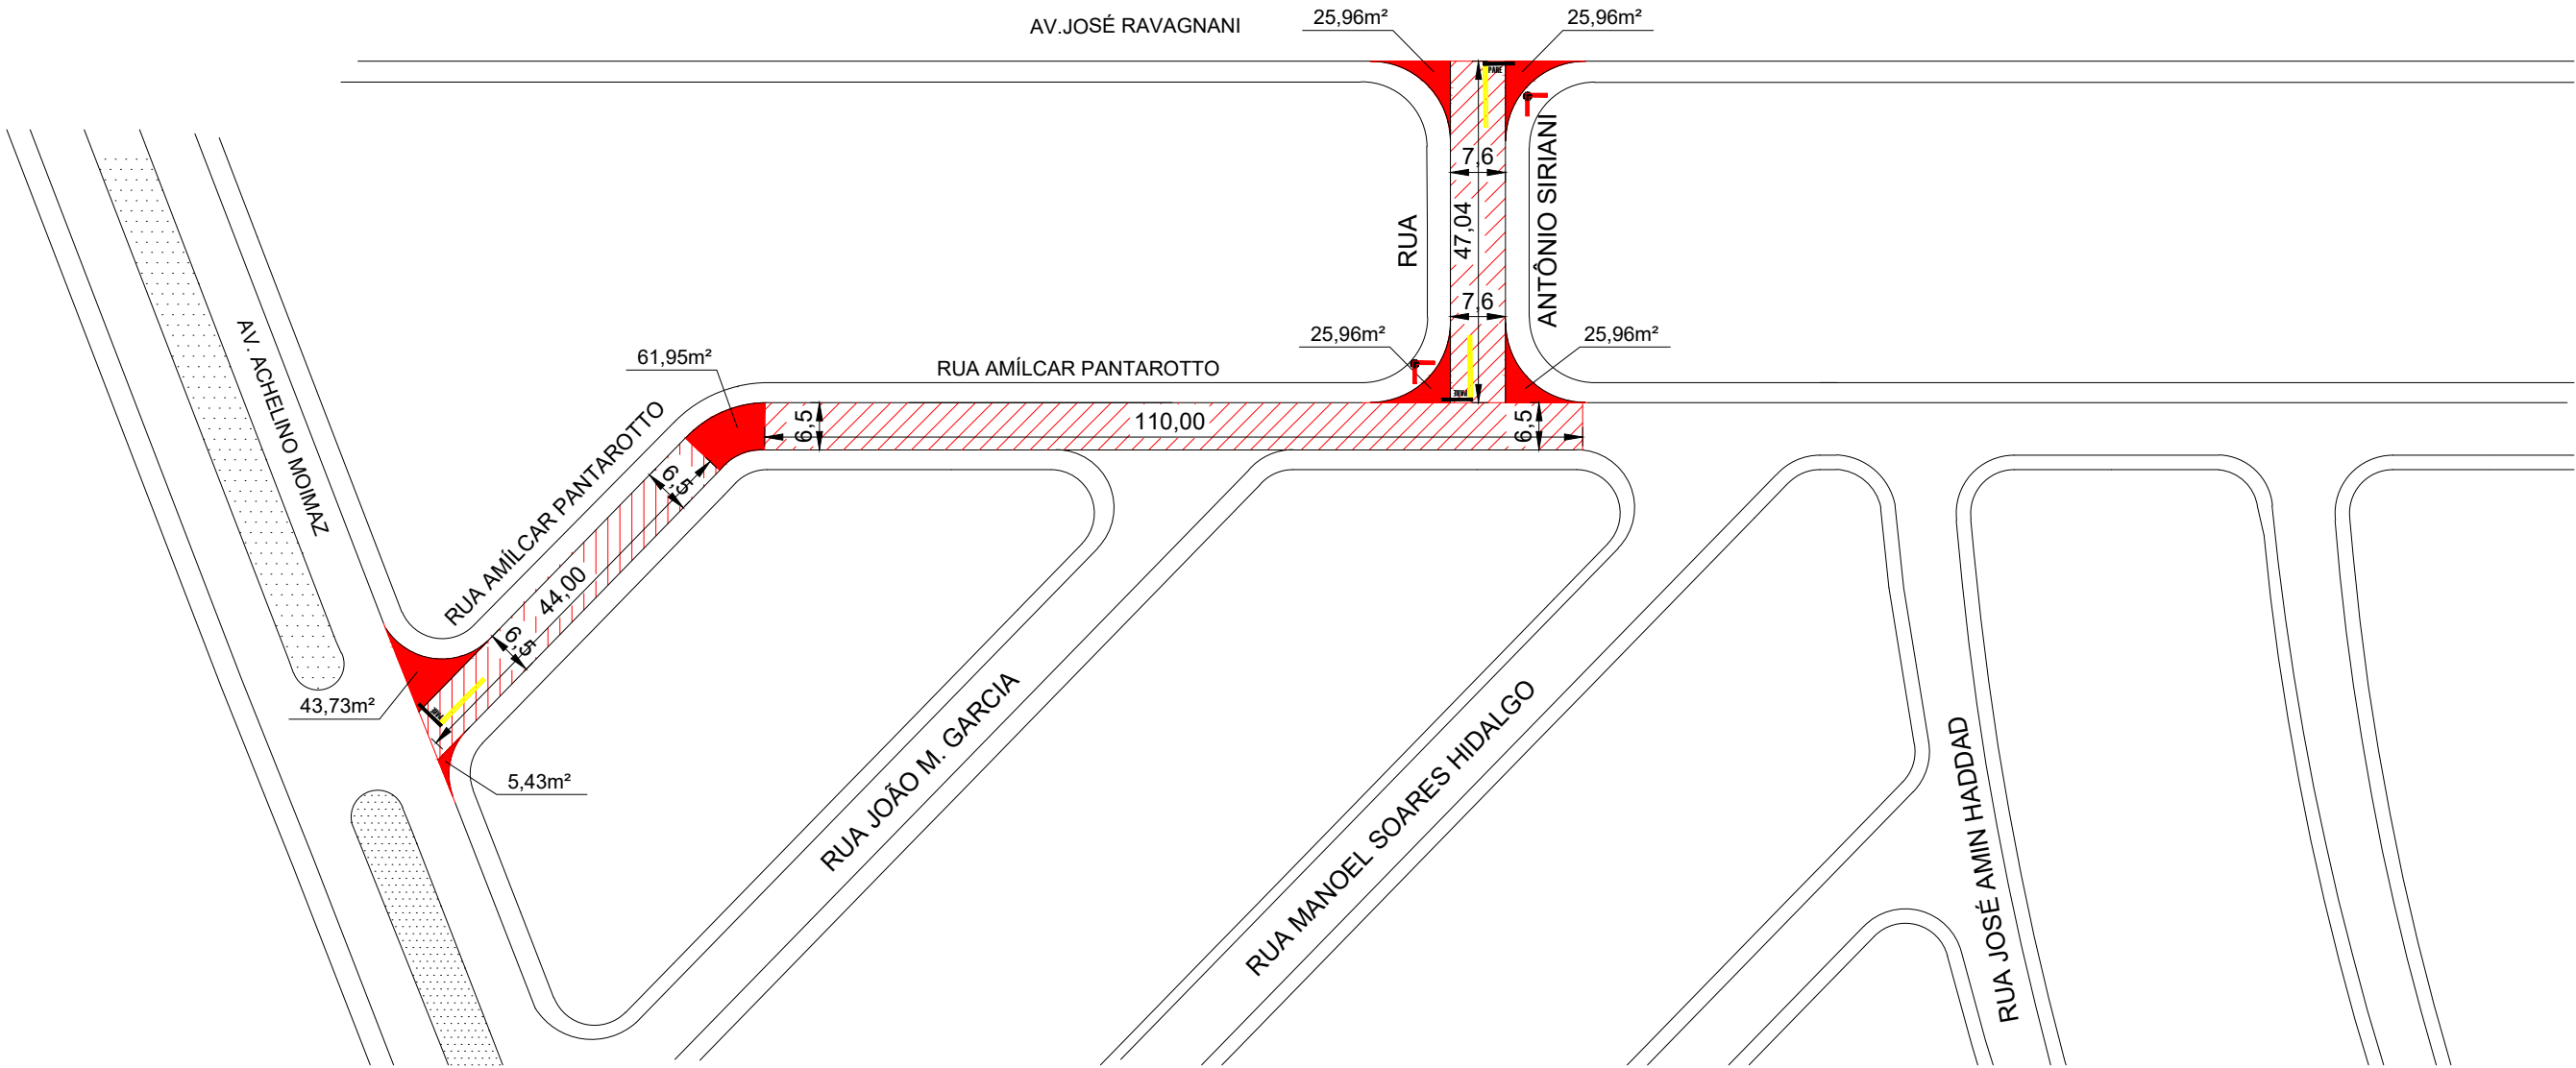 AV.JOSÉ RAVAGNANI
25,96m²
25,96m²
PARE
7,6
47,04
7,6
RUA
ANTÔNIO SIRIANI
25,96m²
25,96m²
61,95m²
RUA AMÍLCAR PANTAROTTO
6,5
110,00
6,5
AV. ACHELINO MOIMAZ
RUA AMÍLCAR PANTAROTTO
6,5
44,00
6,5
43,73m²
5,43m²
RUA JOÃO M. GARCIA
RUA MANOEL SOARES HIDALGO
RUA JOSÉ AMIN HADDAD
PARE
PARE